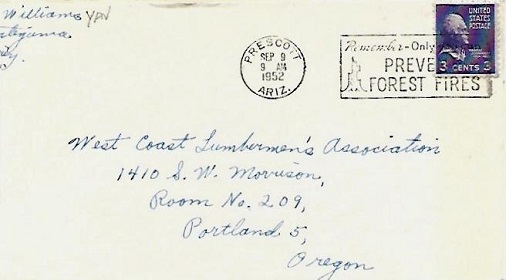 Williams
PRESCOTT
SEP 9
9 AM
1952
ARIZ.
Remember-Only
PREVE
FOREST FIRES
UNITED
STATES
POSTAGE
3 CENTS 3
West Coast Lumbermen's Association
1410 S. W. Morrison,
Room No. 209,
Portland 5,
Oregon